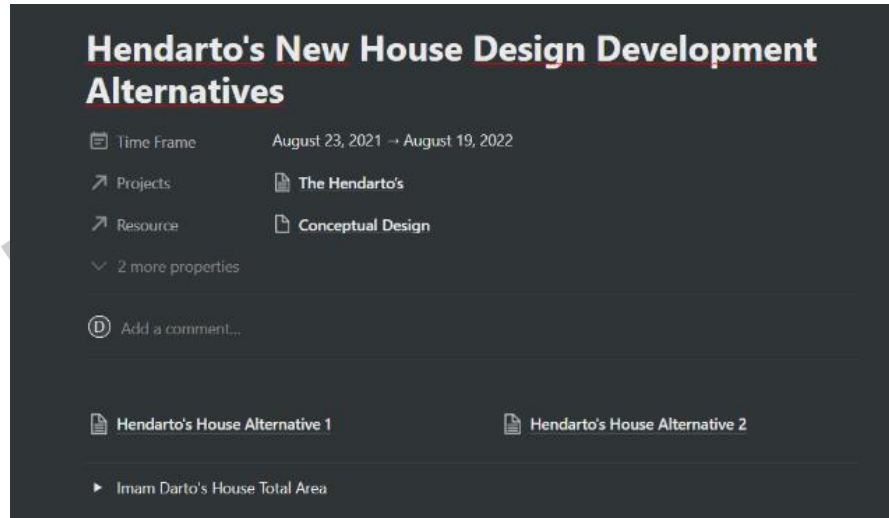 Hendarto's New House Design Development
Alternatives
Time Frame August 23, 2021 → August 19, 2022
Projects The Hendarto's
Resource Conceptual Design
2 more properties
D Add a comment...
Hendarto's House Alternative 1 Hendarto's House Alternative 2
Imam Darto's House Total Area